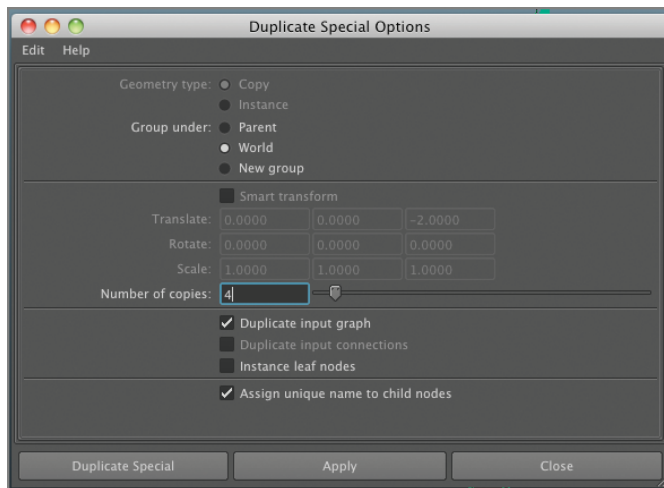 Duplicate Special Options
Edit Help
Geometry type: Copy
Instance
Group under: Parent
World
New group
Smart transform
Translate: 0.0000 0.0000 -2.0000
Rotate: 0.0000 0.0000 0.0000
Scale: 1.0000 1.0000 1.0000
Number of copies: 4
Duplicate input graph
Duplicate input connections
Instance leaf nodes
Assign unique name to child nodes
Duplicate Special Apply Close